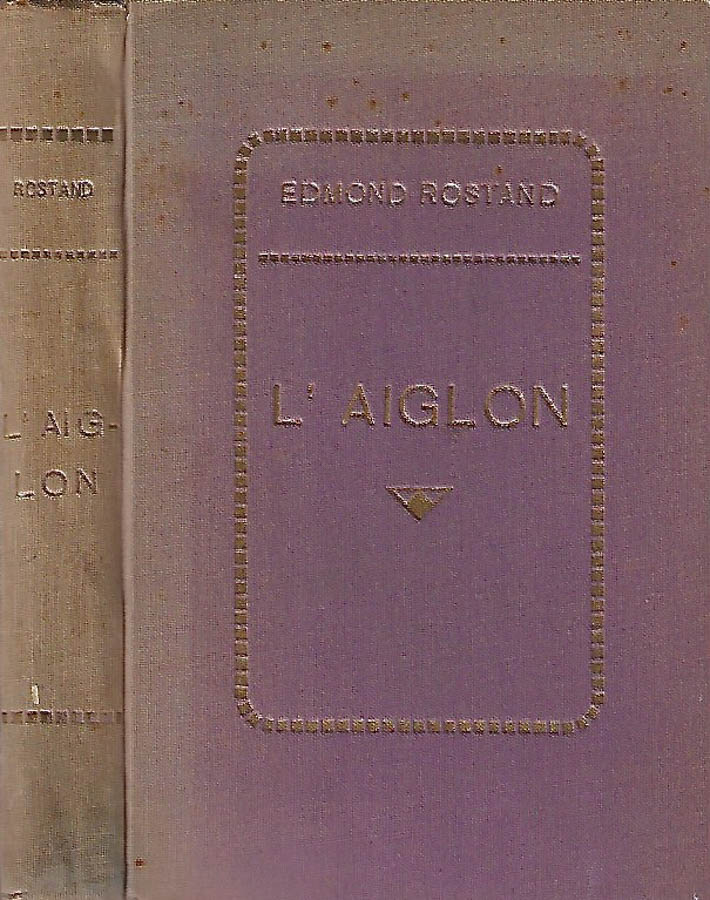 ROSTAND
L' AIG-
LON
EDMOND ROSTAND
L' AIGLON